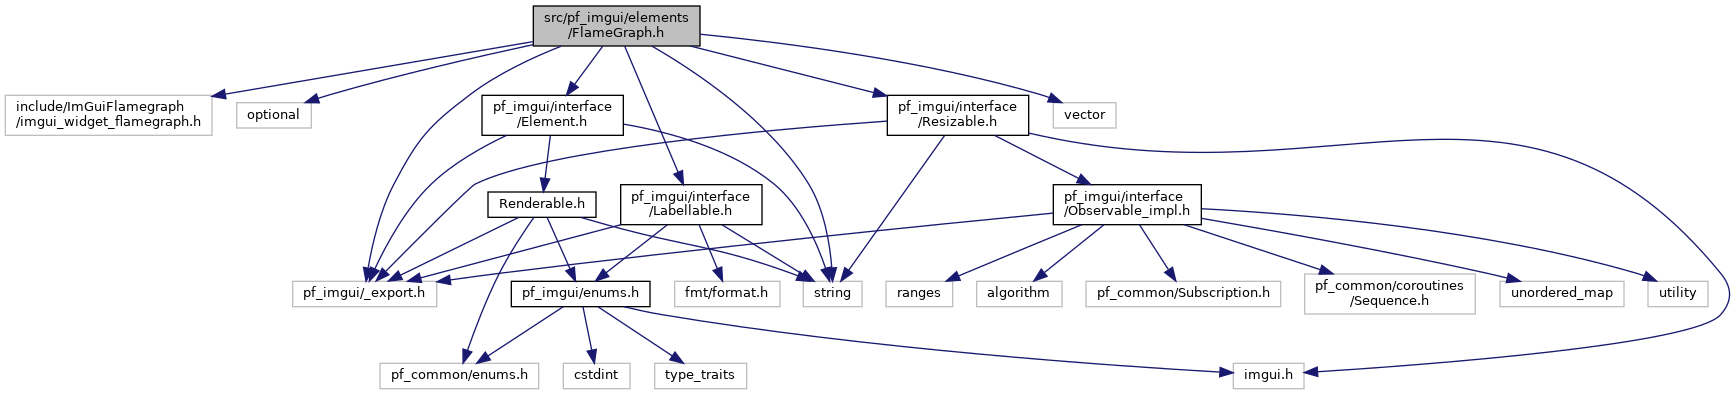 src/pf_imgui/elements
/FlameGraph.h
include/ImGuiFlamegraph
/imgui_widget_flamegraph.h
optional
pf_imgui/interface
/Element.h
pf_imgui/interface
/Resizable.h
vector
Renderable.h
pf_imgui/interface
/Labellable.h
pf_imgui/interface
/Observable_impl.h
pf_imgui/_export.h
pf_imgui/enums.h
fmt/format.h
string
ranges
algorithm
pf_common/Subscription.h
pf_common/coroutines
/Sequence.h
unordered_map
utility
pf_common/enums.h
cstdint
type_traits
imgui.h